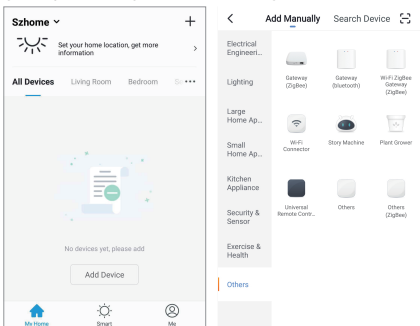 Szhome
Set your home location, get more
information
All Devices Living Room Bedroom
No devices yet, please add
Add Device
My Home Smart Me
Add Manually Search Device
Electrical
Engineeri...
Lighting
Large
Home Ap...
Small
Home Ap...
Kitchen
Appliance
Security &
Sensor
Exercise &
Health
Others
Gateway
(ZigBee)
Gateway
(bluetooth)
Wi-Fi ZigBee
Gateway
(ZigBee)
Wi-Fi
Connector
Story Machine
Plant Grower
Universal
Remote Contr...
Others
Others
(ZigBee)